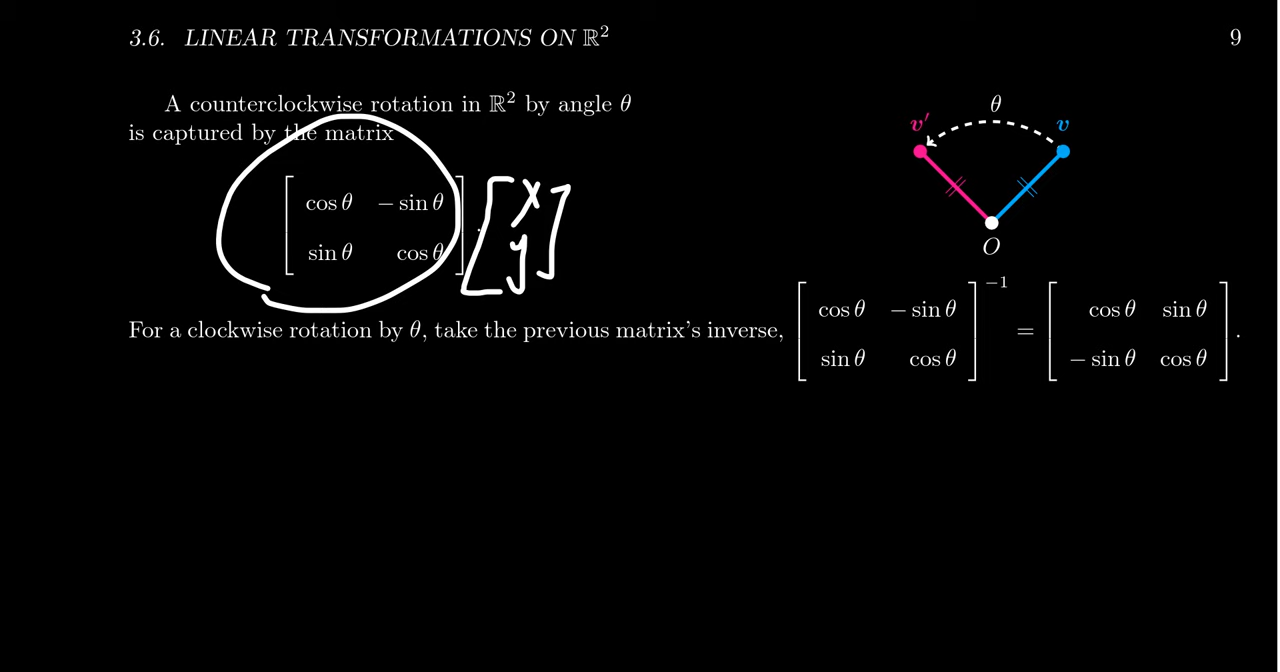 3.6. LINEAR TRANSFORMATIONS ON ℝ² 9
A counterclockwise rotation in ℝ² by angle θ
is captured by the matrix
[ cos θ − sin θ ] [ x ]
[ sin θ cos θ ] [ y ]
θ
v′ v
O
For a clockwise rotation by θ, take the previous matrix's inverse,
[ cos θ − sin θ ]⁻¹ = [ cos θ sin θ ]
[ sin θ cos θ ] [ − sin θ cos θ ].